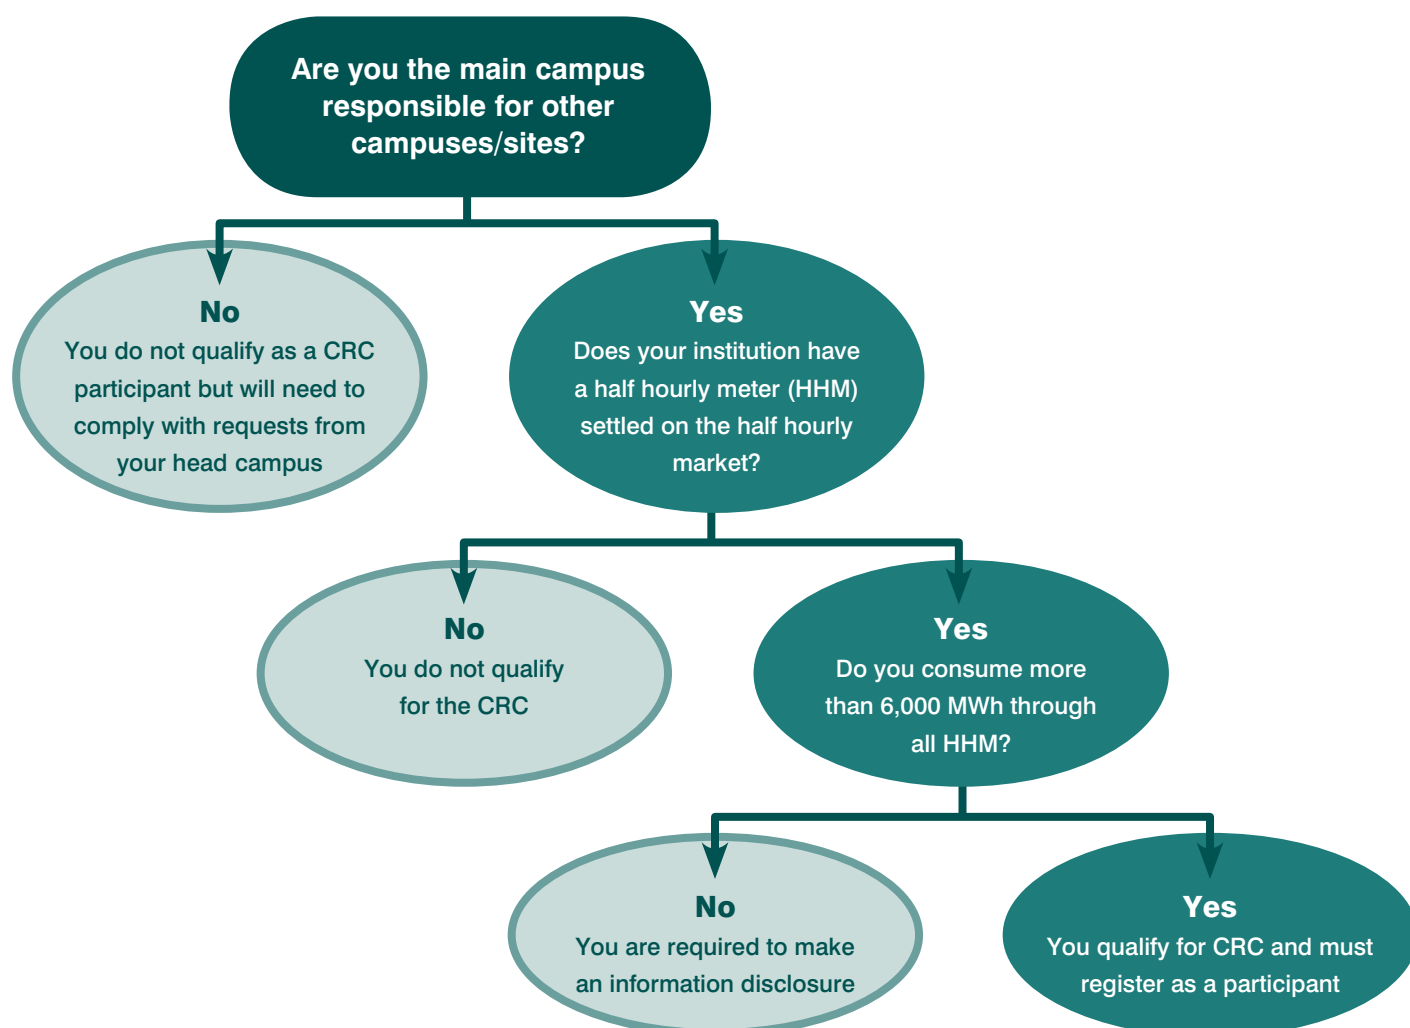 Are you the main campus
responsible for other
campuses/sites?
No
You do not qualify as a CRC
participant but will need to
comply with requests from
your head campus
Yes
Does your institution have
a half hourly meter (HHM)
settled on the half hourly
market?
No
You do not qualify
for the CRC
Yes
Do you consume more
than 6,000 MWh through
all HHM?
No
You are required to make
an information disclosure
Yes
You qualify for CRC and must
register as a participant